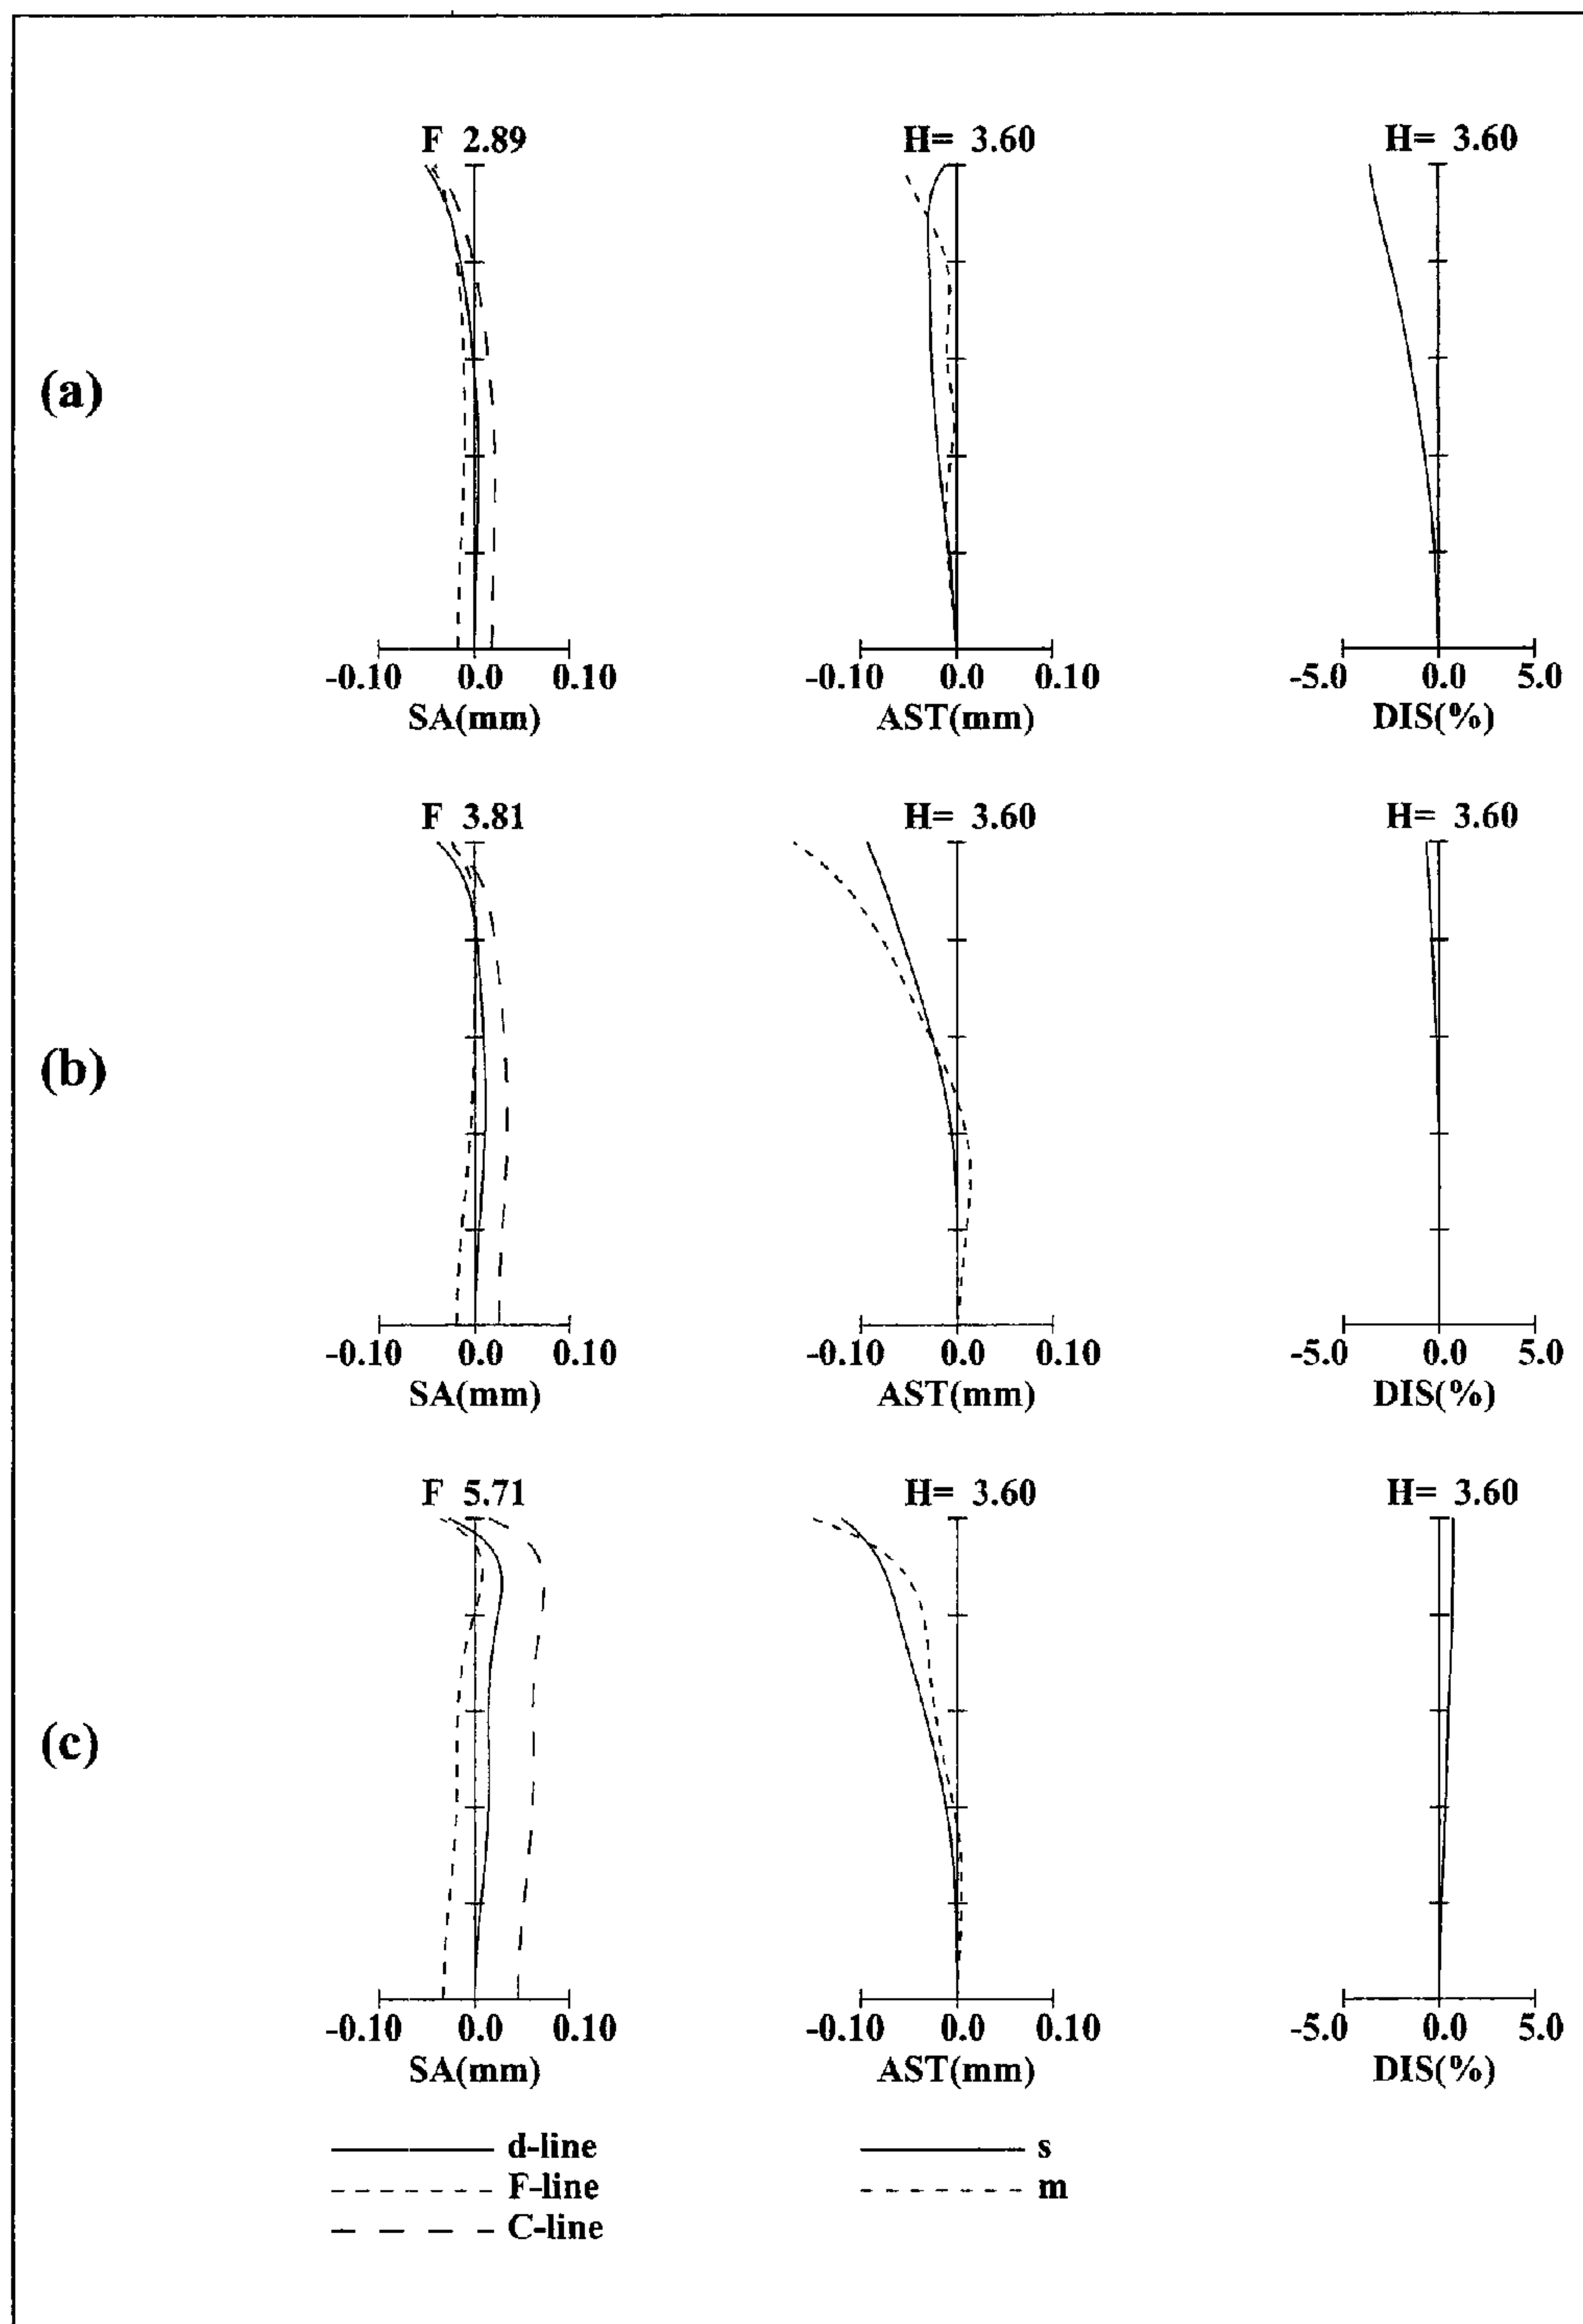 F 2.89 H= 3.60 H= 3.60
(a)
-0.10 0.0 0.10 -0.10 0.0 0.10 -5.0 0.0 5.0
SA(mm) AST(mm) DIS(%)
F 3.81 H= 3.60 H= 3.60
(b)
-0.10 0.0 0.10 -0.10 0.0 0.10 -5.0 0.0 5.0
SA(mm) AST(mm) DIS(%)
F 5.71 H= 3.60 H= 3.60
(c)
-0.10 0.0 0.10 -0.10 0.0 0.10 -5.0 0.0 5.0
SA(mm) AST(mm) DIS(%)
d-line s
F-line m
C-line